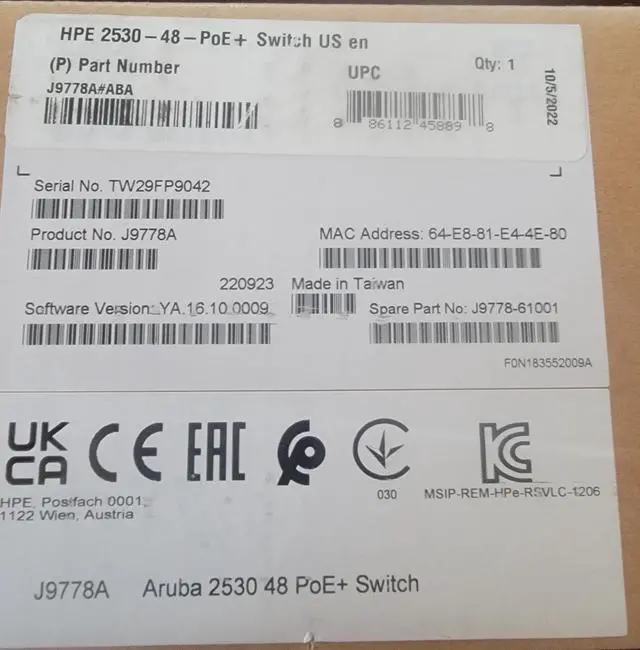 HPE 2530-48-PoE+ Switch US en
(P) Part Number
UPC
Qty: 1
10/5/2022
J9778A#ABA
8 86112 45889 8
Serial No. TW29FP9042
Product No. J9778A
MAC Address: 64-E8-81-E4-4E-80
220923 Made in Taiwan
Software Version: YA.16.10.0009
Spare Part No: J9778-61001
F0N183552009A
UK CA CE EAC
030
MSIP-REM-HPe-RSVLC-1206
HPE, Postfach 0001,
1122 Wien, Austria
J9778A Aruba 2530 48 PoE+ Switch